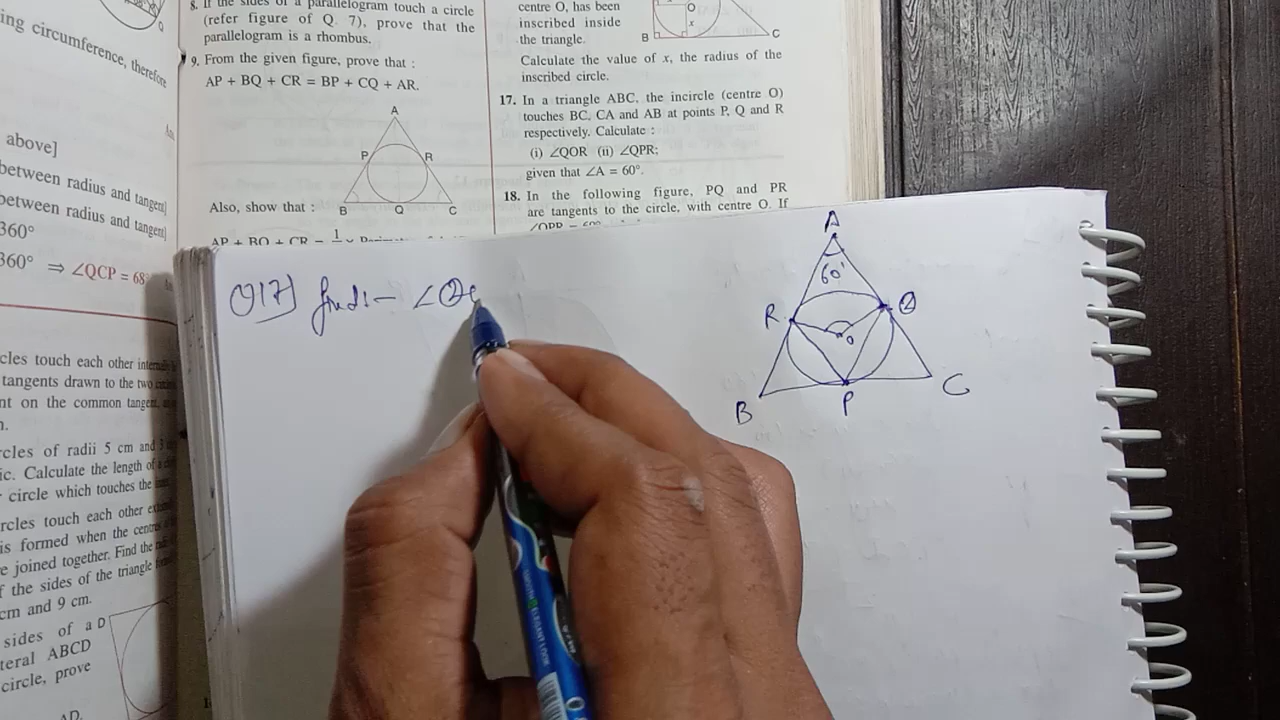 ing circumference, therefore
above]
between radius and tangent]
between radius and tangent]
360°
360° ⇒ ∠QCP = 68
cles touch each other
tangents drawn to the two
nt on the common tangent,
rcles of radii 5 cm and 3
ic. Calculate the length of a
circle which touches the
rcles touch each other
is formed when the centres
e joined together. Find the
f the sides of the triangle
cm and 9 cm.
sides of a D
teral ABCD
circle, prove
AD
8. If the sides of a parallelogram touch a circle
(refer figure of Q. 7), prove that the
parallelogram is a rhombus.
9. From the given figure, prove that :
AP + BQ + CR = BP + CQ + AR.
A
P R
B Q C
Also, show that :
AP + BQ + CR = 1/2 ×
centre O, has been
inscribed inside
the triangle.
O
x
B C
Calculate the value of x, the radius of the
inscribed circle.
17. In a triangle ABC, the incircle (centre O)
touches BC, CA and AB at points P, Q and R
respectively. Calculate :
(i) ∠QOR (ii) ∠QPR;
given that ∠A = 60°.
18. In the following figure, PQ and PR
are tangents to the circle, with centre O. If
Q17) find:- ∠QO
A
60°
R Q
O
B P C